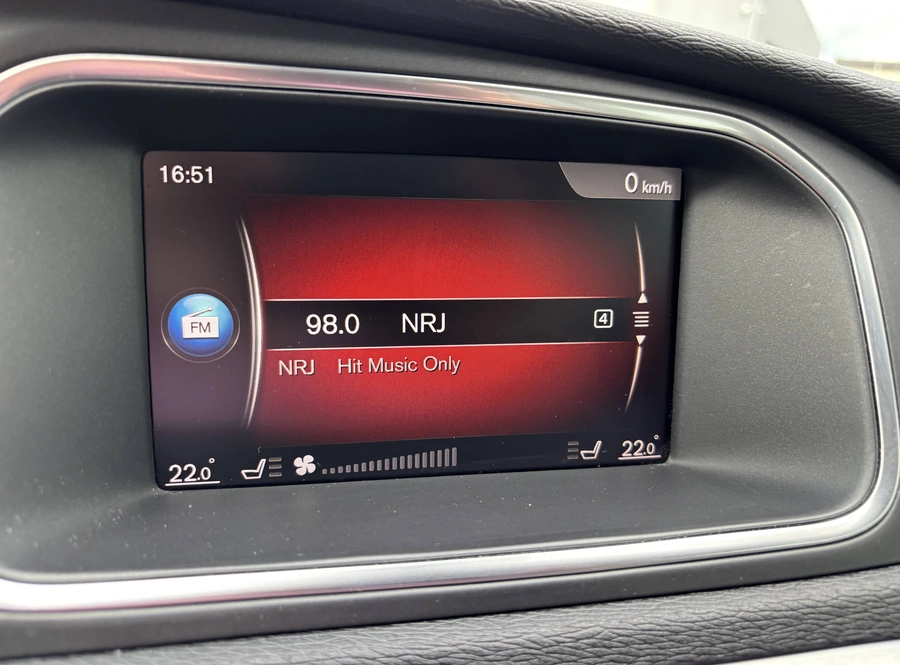 16:51
0 km/h
FM
98.0 NRJ 4
NRJ Hit Music Only
22.0° 22.0°